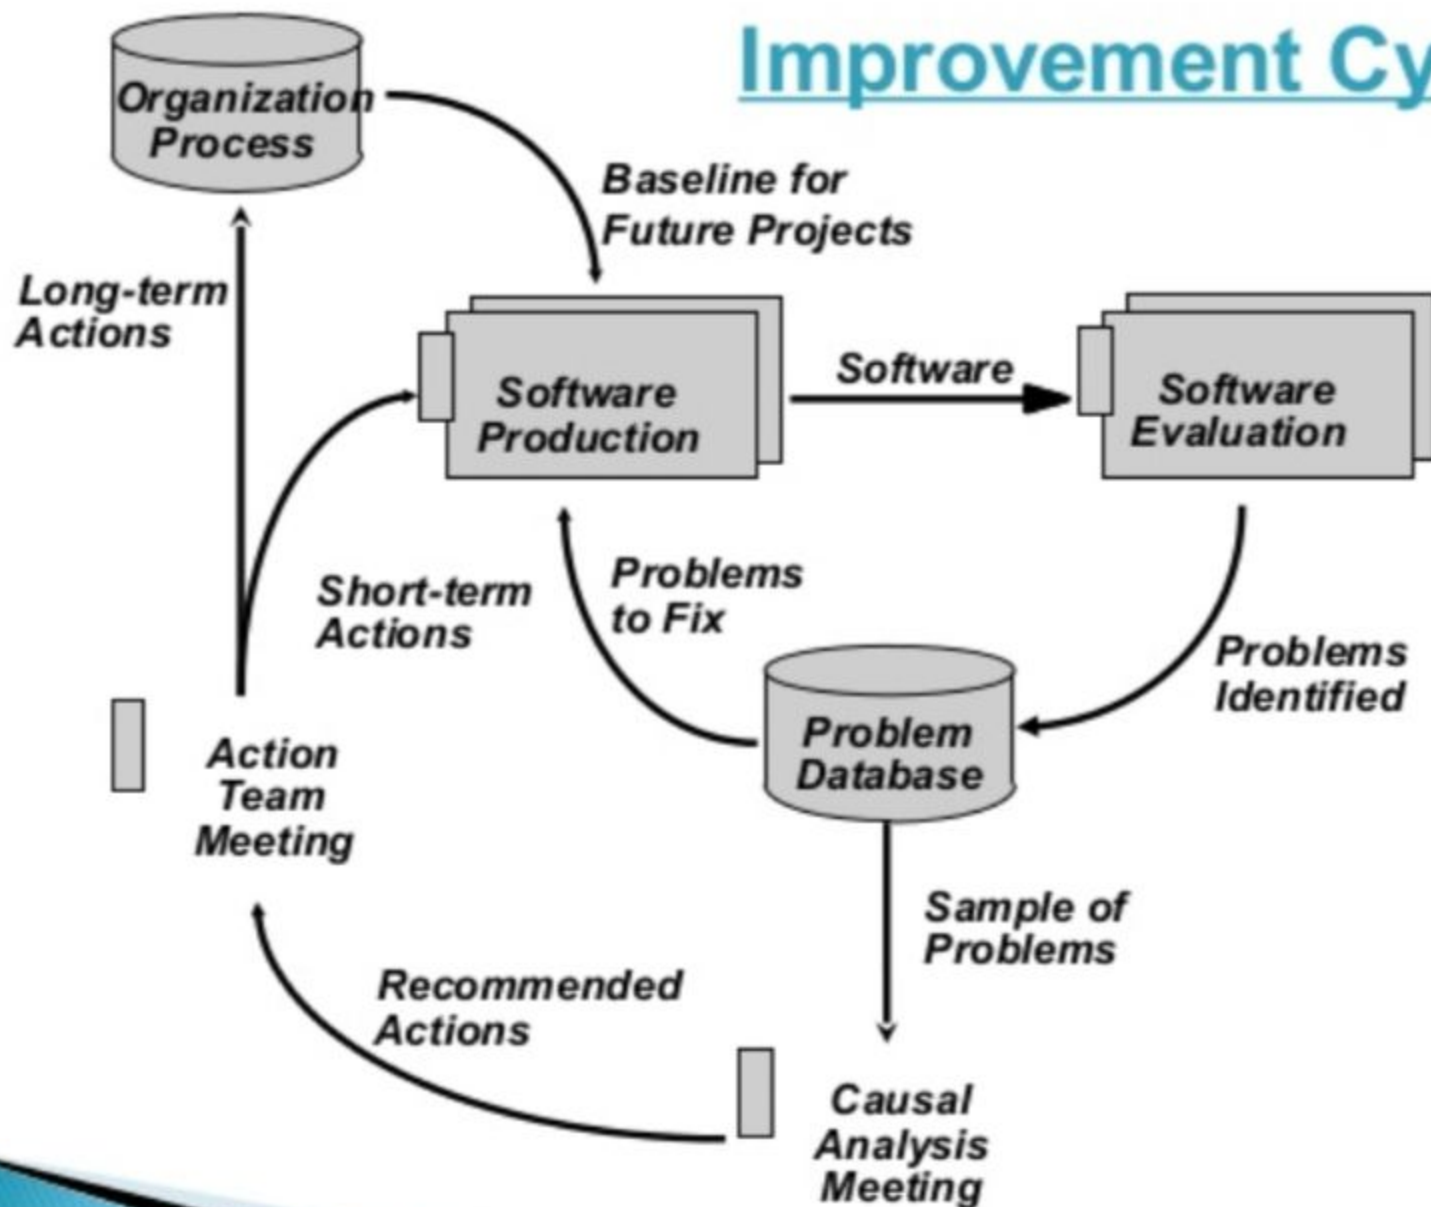 Improvement Cy
Organization
Process
Baseline for
Future Projects
Long-term
Actions
Software
Production
Software
Software
Evaluation
Short-term
Actions
Problems
to Fix
Problems
Identified
Problem
Database
Action
Team
Meeting
Sample of
Problems
Recommended
Actions
Causal
Analysis
Meeting